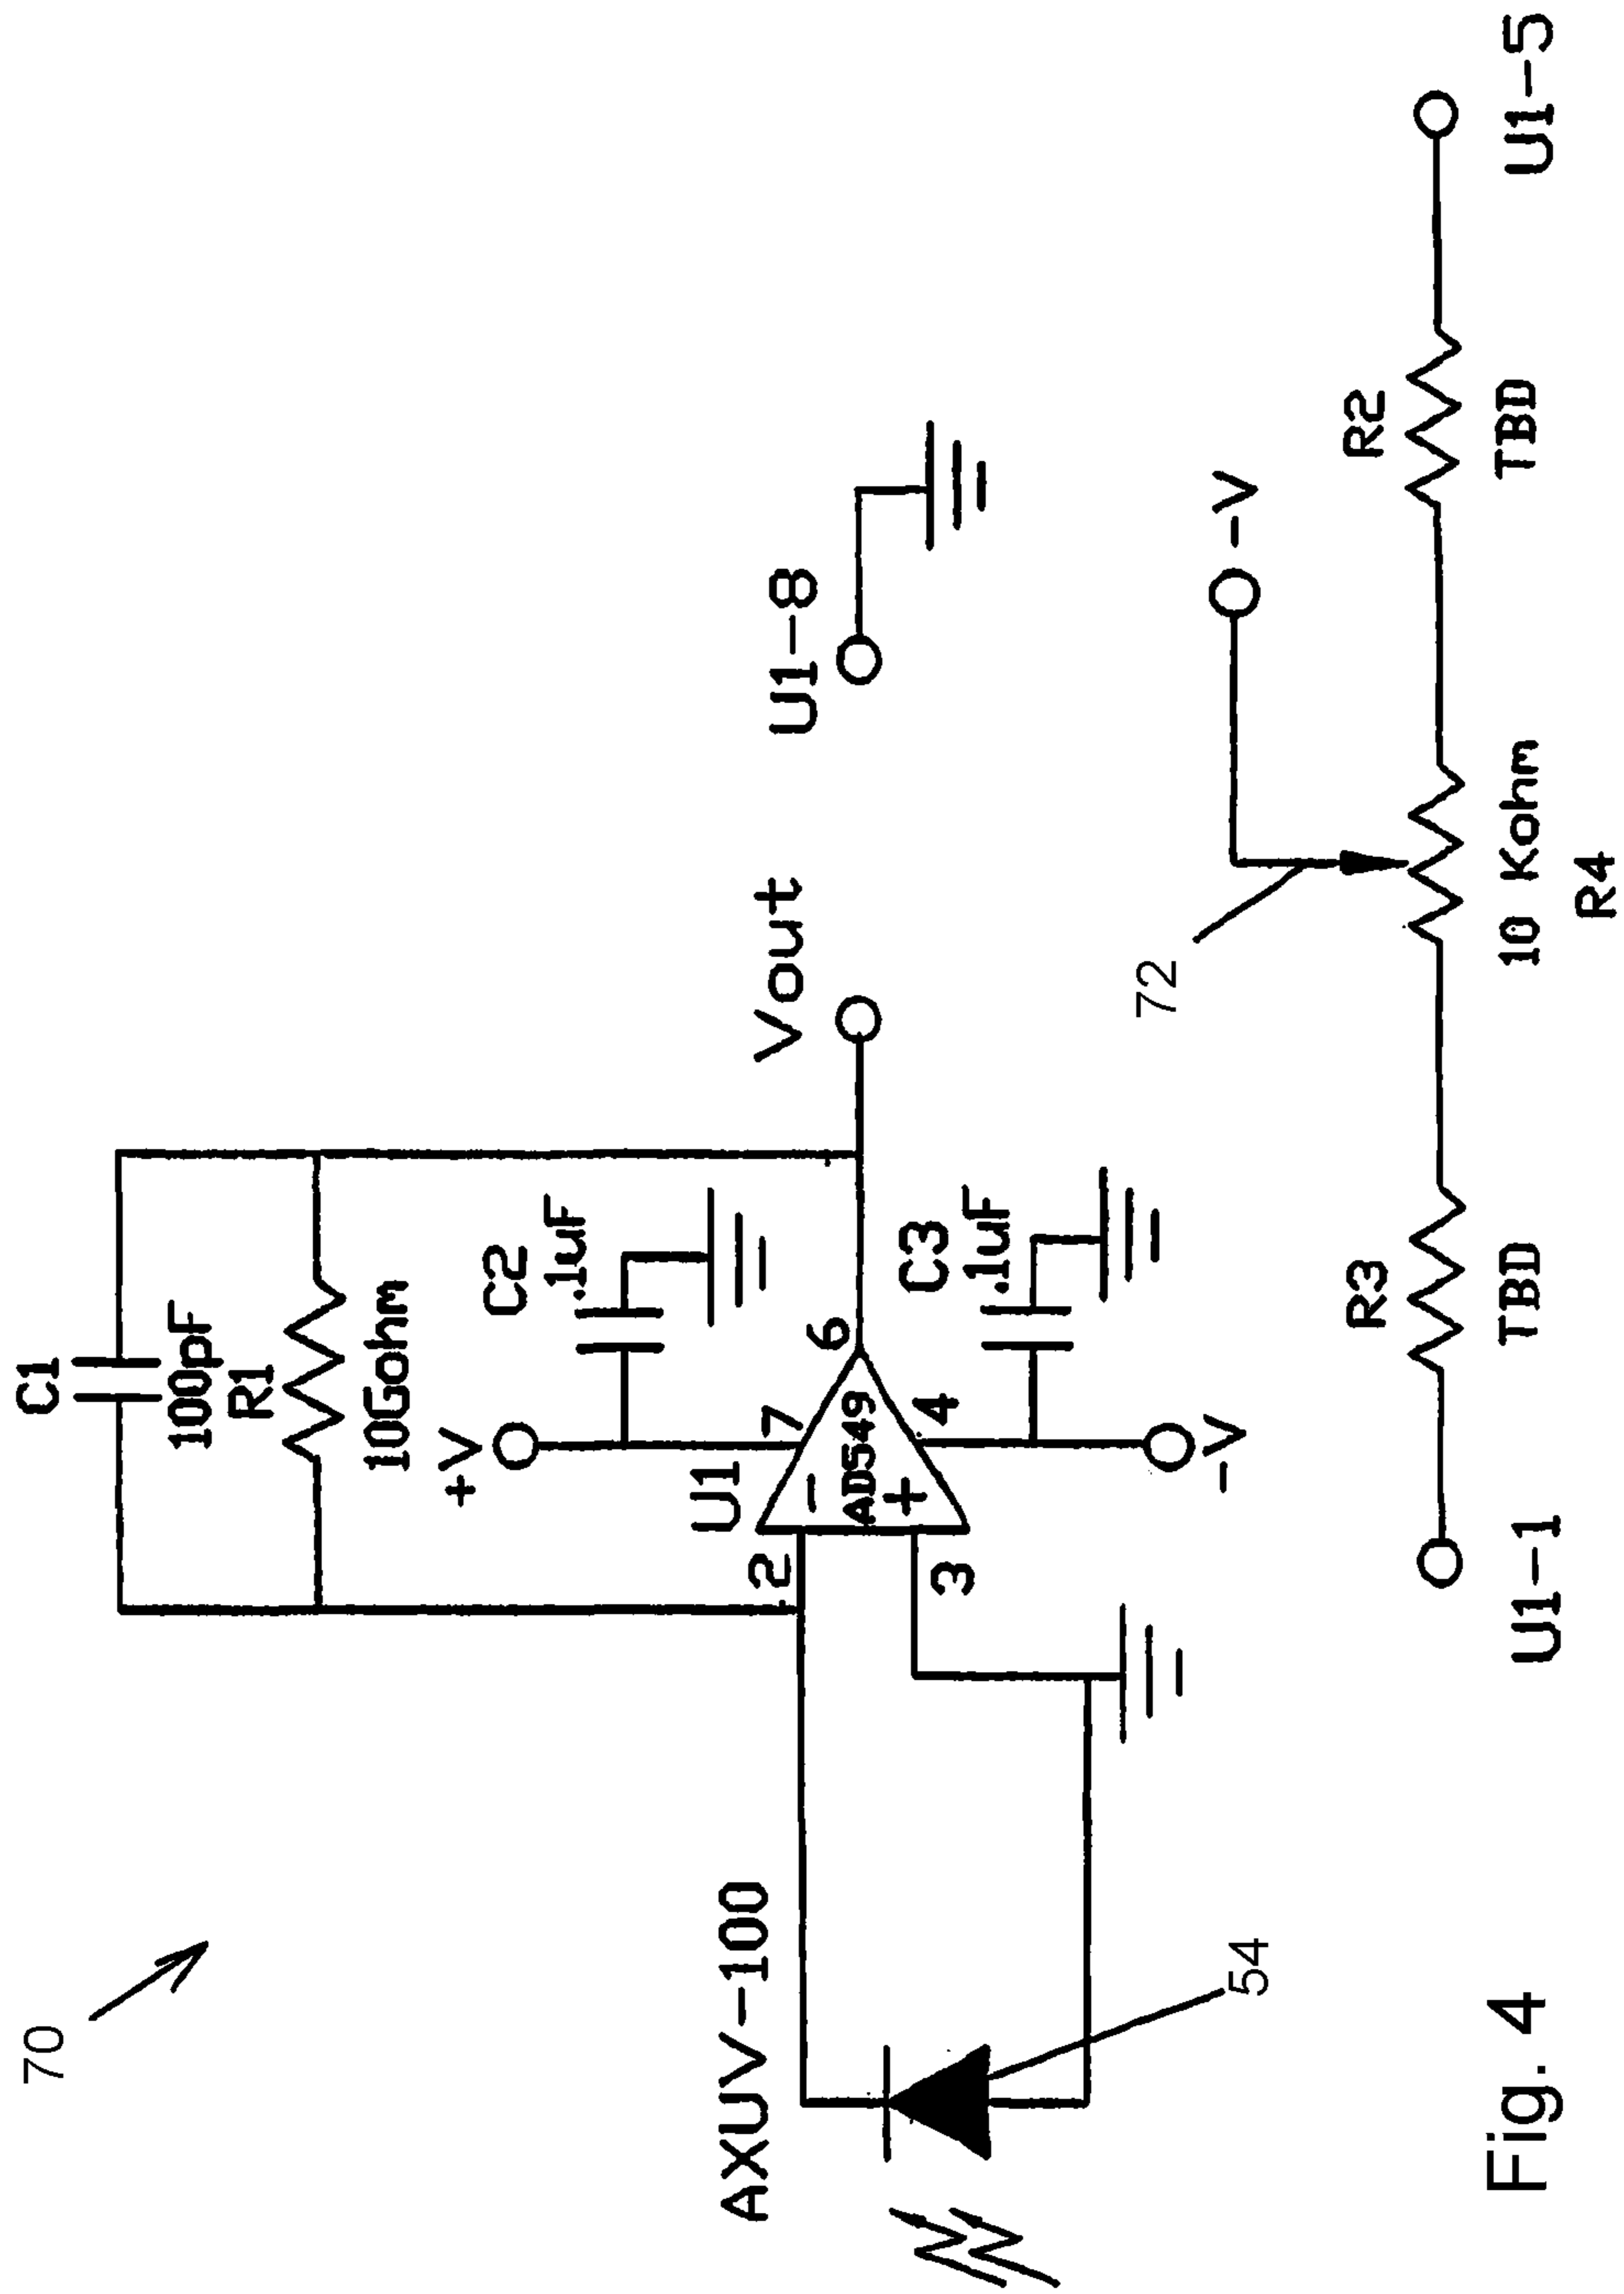 70
C1
100pF
R1
10Gohm
+V
C2
.1uF
U1
7
2
-
AD549
+
6
3
4
Vout
C3
.1uF
-V
AXUV-100
54
U1-8
72
-V
U1-1
R3
TBD
10 Kohm
R4
R2
TBD
U1-5
Fig. 4